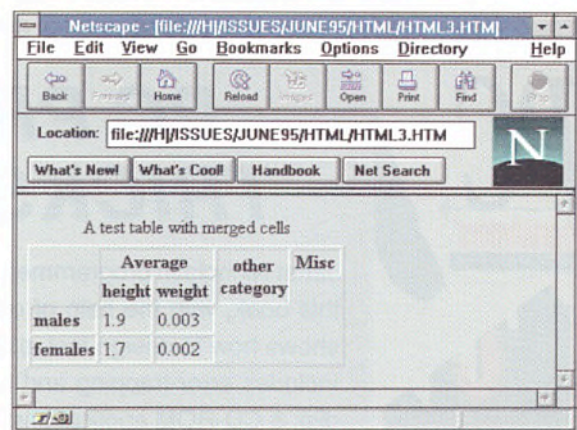 Netscape - [file:///H|/ISSUES/JUNE95/HTML/HTML3.HTM]
File Edit View Go Bookmarks Options Directory Help
Back Forward Home Reload Images Open Print Find Stop
Location: file:///H|/ISSUES/JUNE95/HTML/HTML3.HTM
N
What's New! What's Cool! Handbook Net Search
A test table with merged cells
Average other category Misc
height weight
males 1.9 0.003
females 1.7 0.002